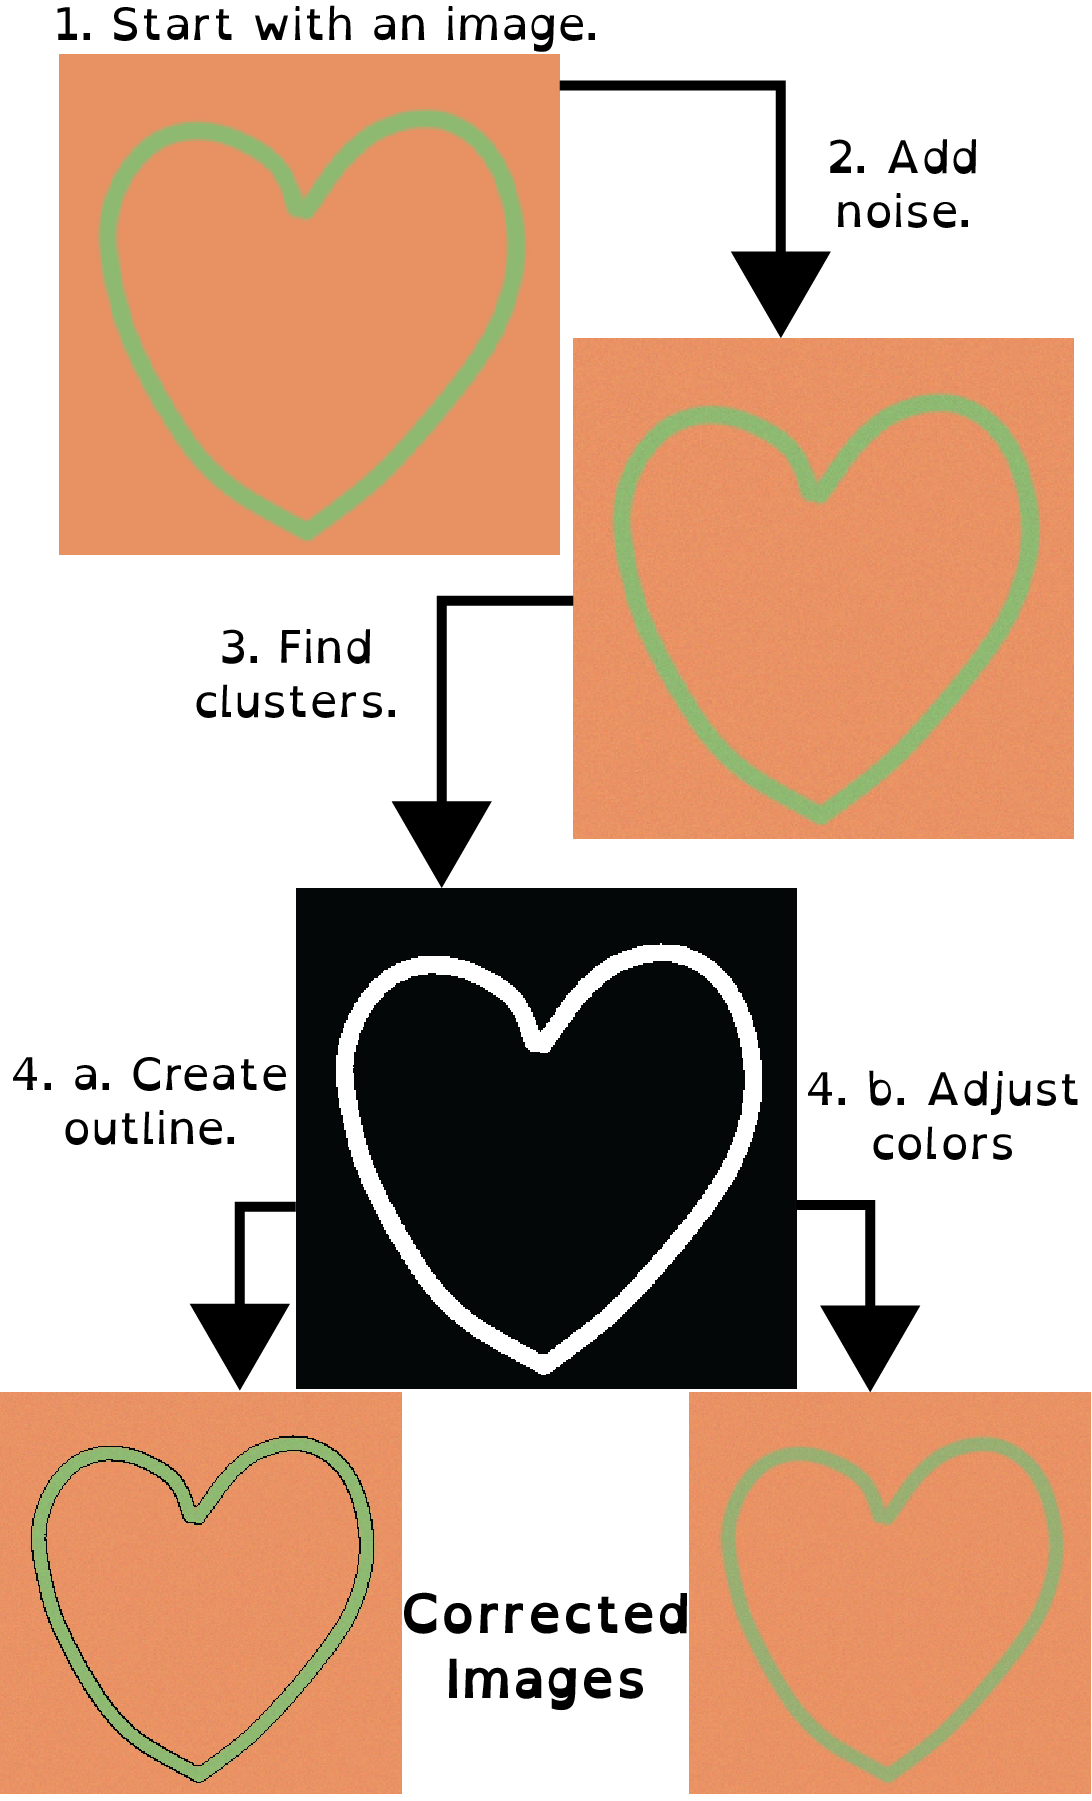 1. Start with an image.
2. Add
noise.
3. Find
clusters.
4. a. Create
outline.
4. b. Adjust
colors
Corrected
Images